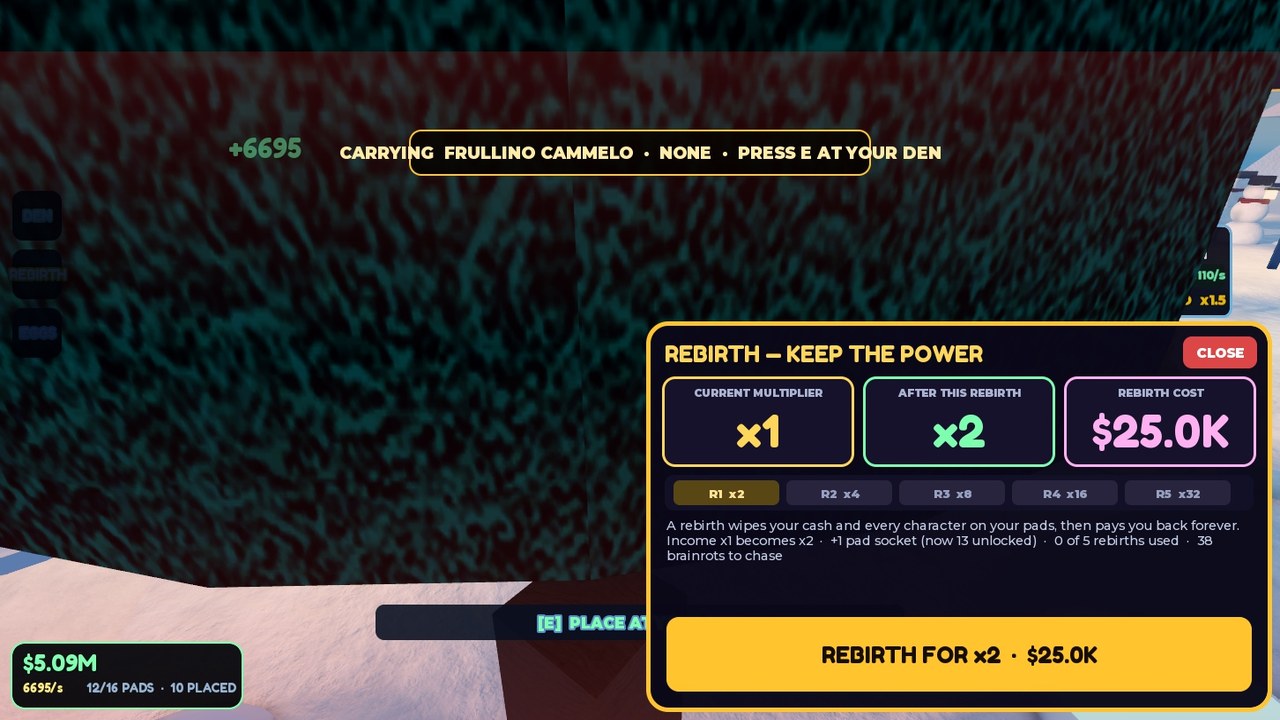 +6695
CARRYING FRULLINO CAMMELO · NONE · PRESS E AT YOUR DEN
DEN
REBIRTH
EGGS
110/s
x1.5
REBIRTH – KEEP THE POWER
CLOSE
CURRENT MULTIPLIER
x1
AFTER THIS REBIRTH
x2
REBIRTH COST
$25.0K
R1 x2
R2 x4
R3 x8
R4 x16
R5 x32
A rebirth wipes your cash and every character on your pads, then pays you back forever.
Income x1 becomes x2 · +1 pad socket (now 13 unlocked) · 0 of 5 rebirths used · 38
brainrots to chase
[E] PLACE AT
REBIRTH FOR x2 · $25.0K
$5.09M
6695/s 12/16 PADS · 10 PLACED